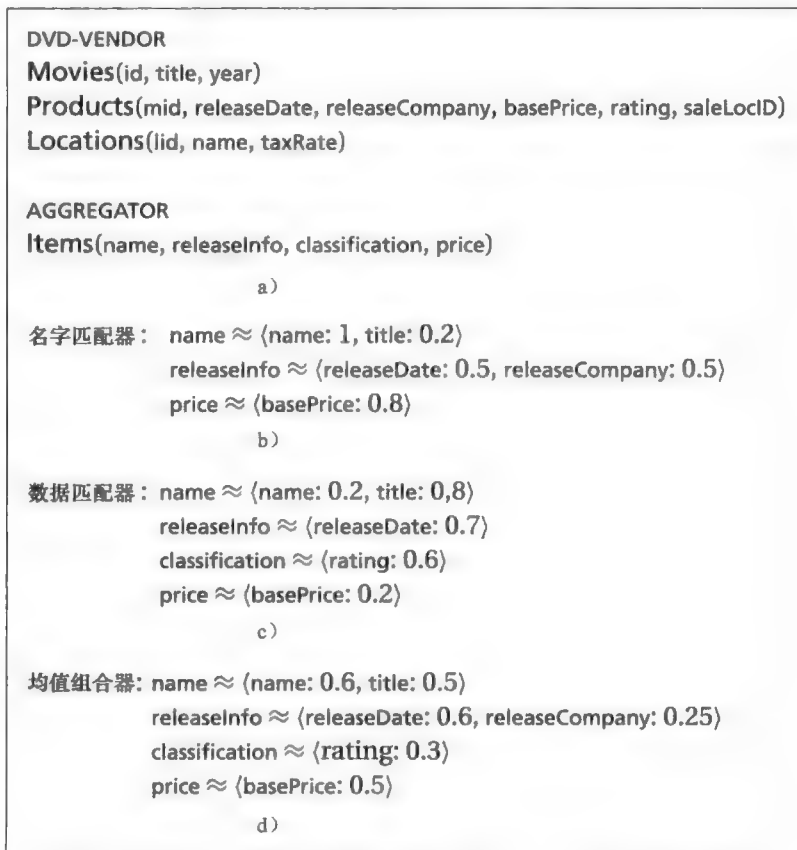 DVD-VENDOR
Movies(id, title, year)
Products(mid, releaseDate, releaseCompany, basePrice, rating, saleLocID)
Locations(lid, name, taxRate)
AGGREGATOR
Items(name, releaseInfo, classification, price)
a)
名字匹配器： name ≈ ⟨name: 1, title: 0.2⟩
releaseInfo ≈ ⟨releaseDate: 0.5, releaseCompany: 0.5⟩
price ≈ ⟨basePrice: 0.8⟩
b)
数据匹配器： name ≈ ⟨name: 0.2, title: 0,8⟩
releaseInfo ≈ ⟨releaseDate: 0.7⟩
classification ≈ ⟨rating: 0.6⟩
price ≈ ⟨basePrice: 0.2⟩
c)
均值组合器: name ≈ ⟨name: 0.6, title: 0.5⟩
releaseInfo ≈ ⟨releaseDate: 0.6, releaseCompany: 0.25⟩
classification ≈ ⟨rating: 0.3⟩
price ≈ ⟨basePrice: 0.5⟩
d)